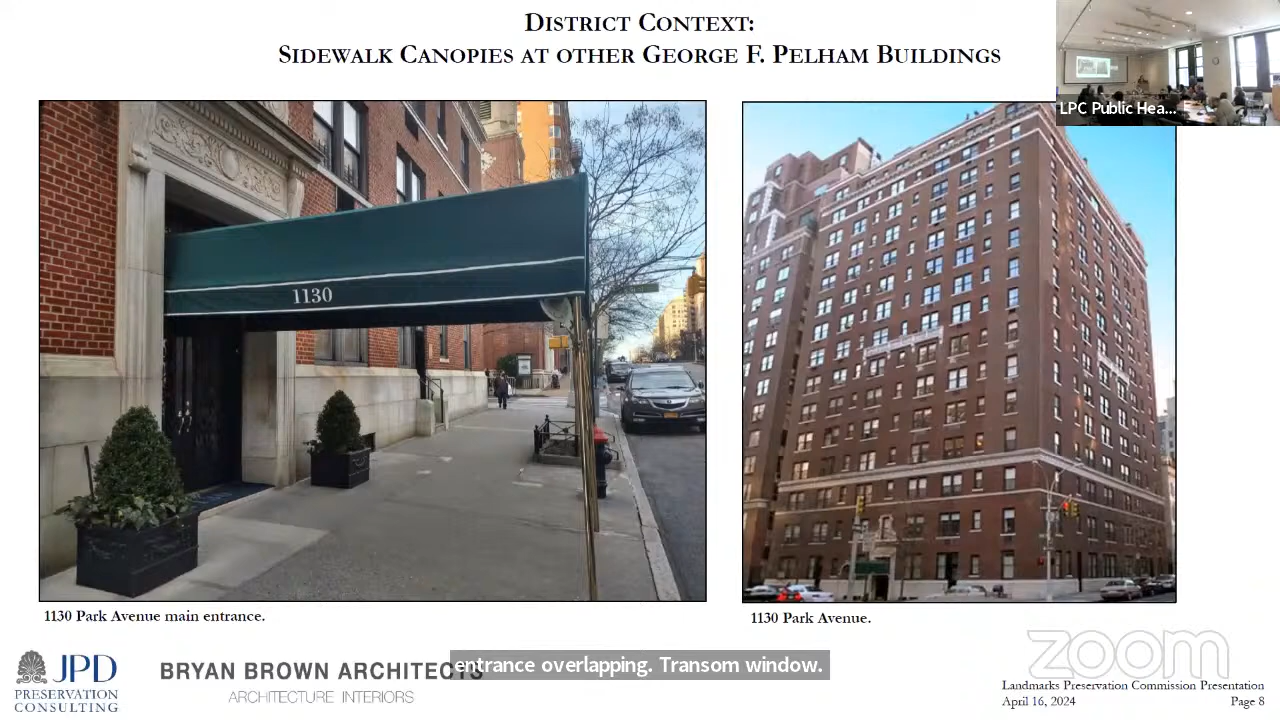 DISTRICT CONTEXT:
SIDEWALK CANOPIES AT OTHER GEORGE F. PELHAM BUILDINGS
LPC Public Hea...
1130
1130 Park Avenue main entrance.
1130 Park Avenue.
JPD
PRESERVATION
CONSULTING
BRYAN BROWN ARCHITECTS
ARCHITECTURE INTERIORS
entrance overlapping. Transom window.
zoom
Landmarks Preservation Commission Presentation
April 16, 2024
Page 8